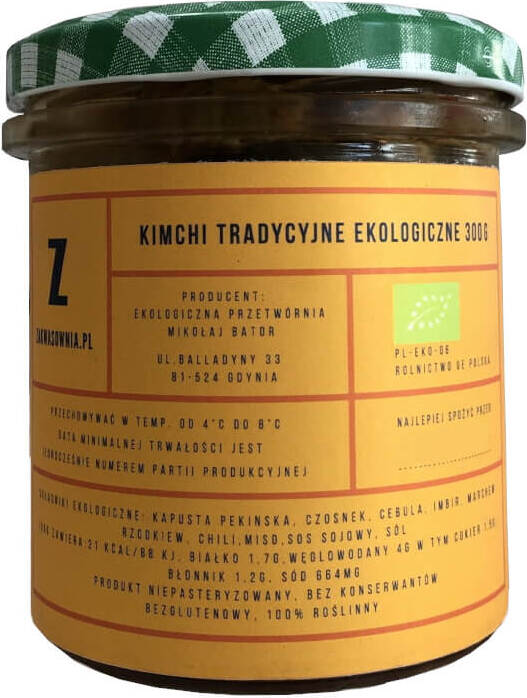 KIMCHI TRADYCYJNE EKOLOGICZNE 300G
Z
ZAKWASOWNIA.PL
PRODUCENT:
EKOLOGICZNA PRZETWÓRNIA
MIKOŁAJ BATOR
UL.BALLADYNY 33
81-524 GDYNIA
PL-EKO-06
ROLNICTWO UE POLSKA
PRZECHOWYWAĆ W TEMP. OD 4°C DO 8°C
DATA MINIMALNEJ TRWAŁOŚCI JEST
JEDNOCZEŚNIE NUMEREM PARTII PRODUKCYJNEJ
NAJLEPIEJ SPOŻYĆ PRZED
SKŁADNIKI EKOLOGICZNE: KAPUSTA PEKIŃSKA, CZOSNEK, CEBULA, IMBIR, MARCHEW
RZODKIEW, CHILI,MISO,SOS SOJOWY, SÓL
100G ZAWIERA:21 KCAL/88 KJ, BIAŁKO 1,7G,WĘGLOWODANY 4G W TYM CUKIER 1,6G
BŁONNIK 1,2G, SÓD 664MG
PRODUKT NIEPASTERYZOWANY, BEZ KONSERWANTÓW
BEZGLUTENOWY, 100% ROŚLINNY